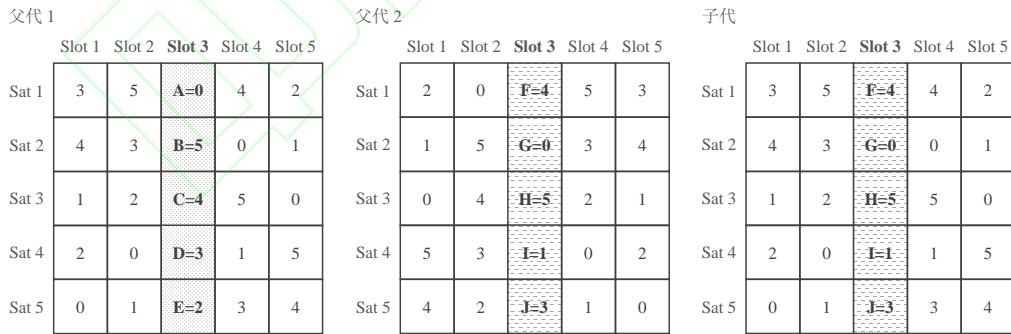 父代 1 父代 2 子代
Slot 1 Slot 2 Slot 3 Slot 4 Slot 5 Slot 1 Slot 2 Slot 3 Slot 4 Slot 5 Slot 1 Slot 2 Slot 3 Slot 4 Slot 5
Sat 1 3 5 A=0 4 2 Sat 1 2 0 F=4 5 3 Sat 1 3 5 F=4 4 2
Sat 2 4 3 B=5 0 1 Sat 2 1 5 G=0 3 4 Sat 2 4 3 G=0 0 1
Sat 3 1 2 C=4 5 0 Sat 3 0 4 H=5 2 1 Sat 3 1 2 H=5 5 0
Sat 4 2 0 D=3 1 5 Sat 4 5 3 I=1 0 2 Sat 4 2 0 I=1 1 5
Sat 5 0 1 E=2 3 4 Sat 5 4 2 J=3 1 0 Sat 5 0 1 J=3 3 4